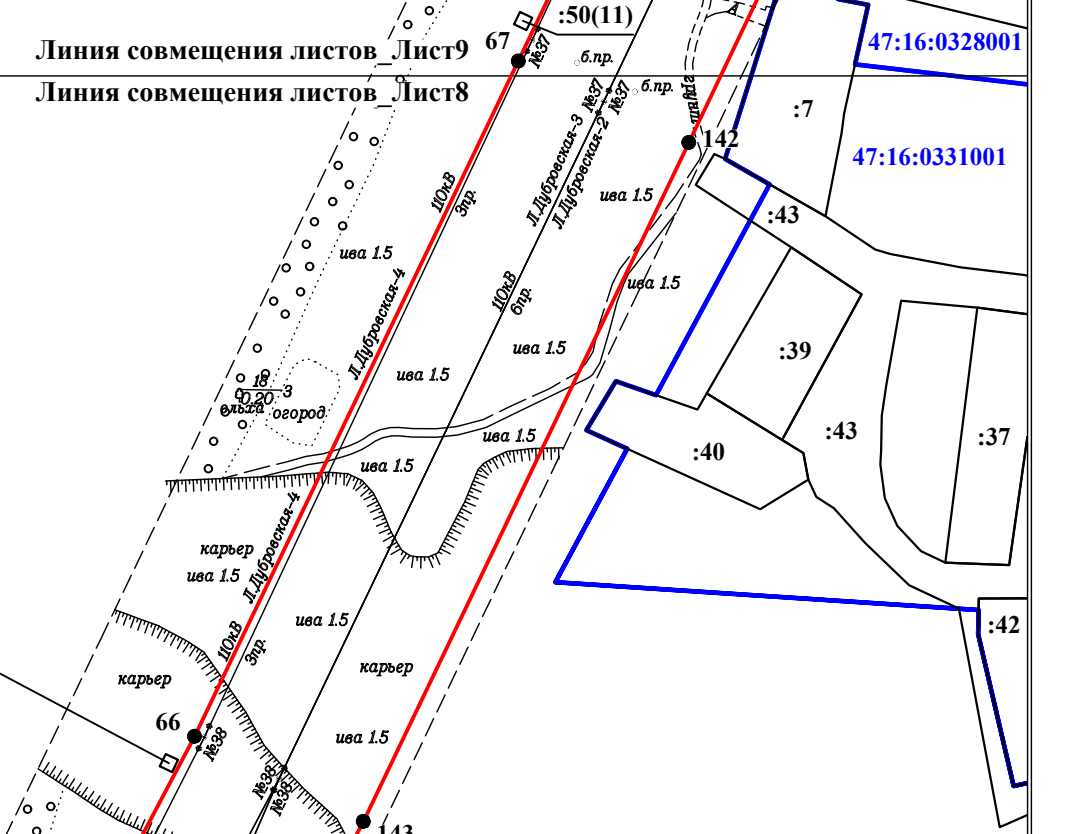 :50(11)
А
67
№37
47:16:0328001
Линия совмещения листов_Лист9
б.пр.
Линия совмещения листов_Лист8
№37
№37
б.пр.
грунт.
:7
142
47:16:0331001
Л.Дубровская-3
Л.Дубровская-2
110кВ
3пр.
ива 1.5
:43
ива 1.5
ива 1.5
110кВ
6пр.
Л.Дубровская-4
ива 1.5
:39
ива 1.5
18
0.20
3
ольха
огород
:43
:37
ива 1.5
:40
ива 1.5
Л.Дубровская-4
карьер
ива 1.5
ива 1.5
:42
110кВ
3пр.
карьер
карьер
66
№38
ива 1.5
№38
№38
143